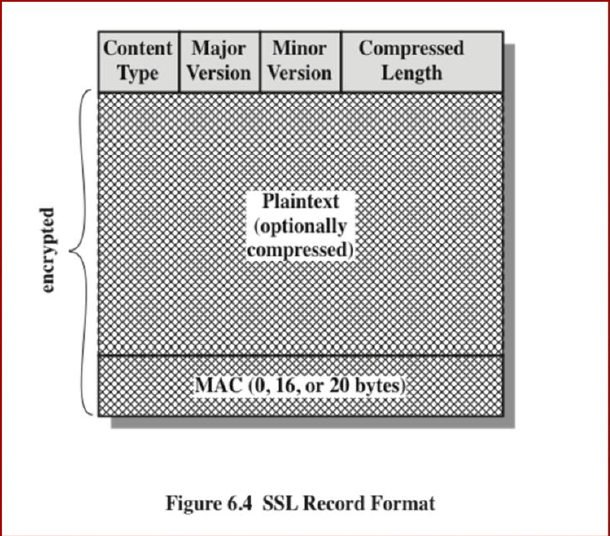 Content Major Minor Compressed
Type Version Version Length
encrypted
Plaintext
(optionally
compressed)
MAC (0, 16, or 20 bytes)
Figure 6.4 SSL Record Format